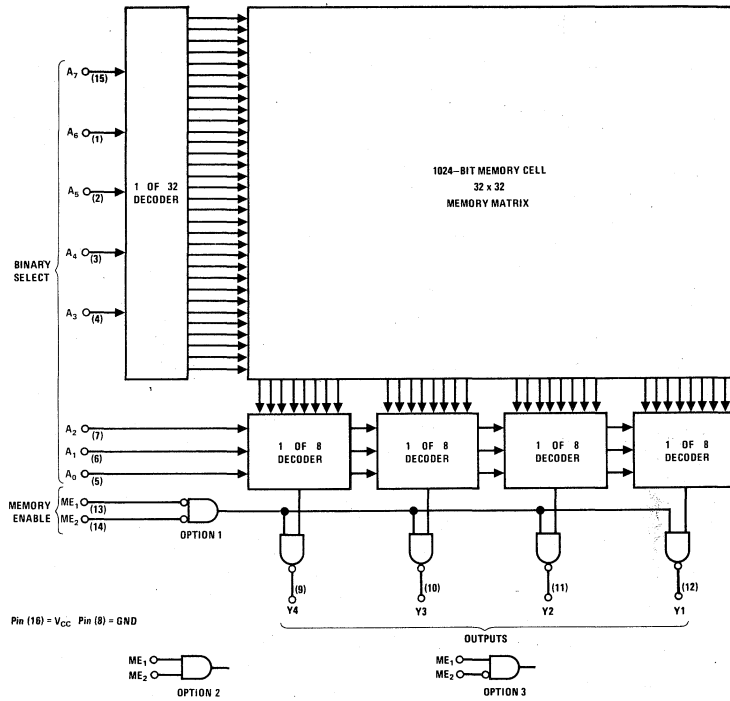 A7 (15)
A6 (1)
A5 (2)
A4 (3)
A3 (4)
BINARY
SELECT
1 OF 32
DECODER
1024–BIT MEMORY CELL
32 x 32
MEMORY MATRIX
A2 (7)
A1 (6)
A0 (5)
1 OF 8
DECODER
1 OF 8
DECODER
1 OF 8
DECODER
1 OF 8
DECODER
MEMORY
ENABLE
ME1 (13)
ME2 (14)
OPTION 1
(9)
(10)
(11)
(12)
Y4
Y3
Y2
Y1
Pin (16) = VCC Pin (8) = GND
OUTPUTS
ME1
ME2
OPTION 2
ME1
ME2
OPTION 3